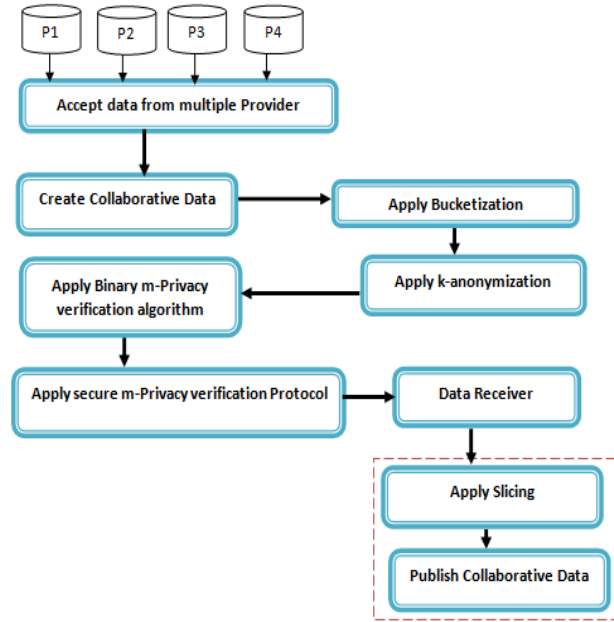 P1
P2
P3
P4
Accept data from multiple Provider
Create Collaborative Data
Apply Bucketization
Apply k-anonymization
Apply Binary m-Privacy
verification algorithm
Apply secure m-Privacy verification Protocol
Data Receiver
Apply Slicing
Publish Collaborative Data